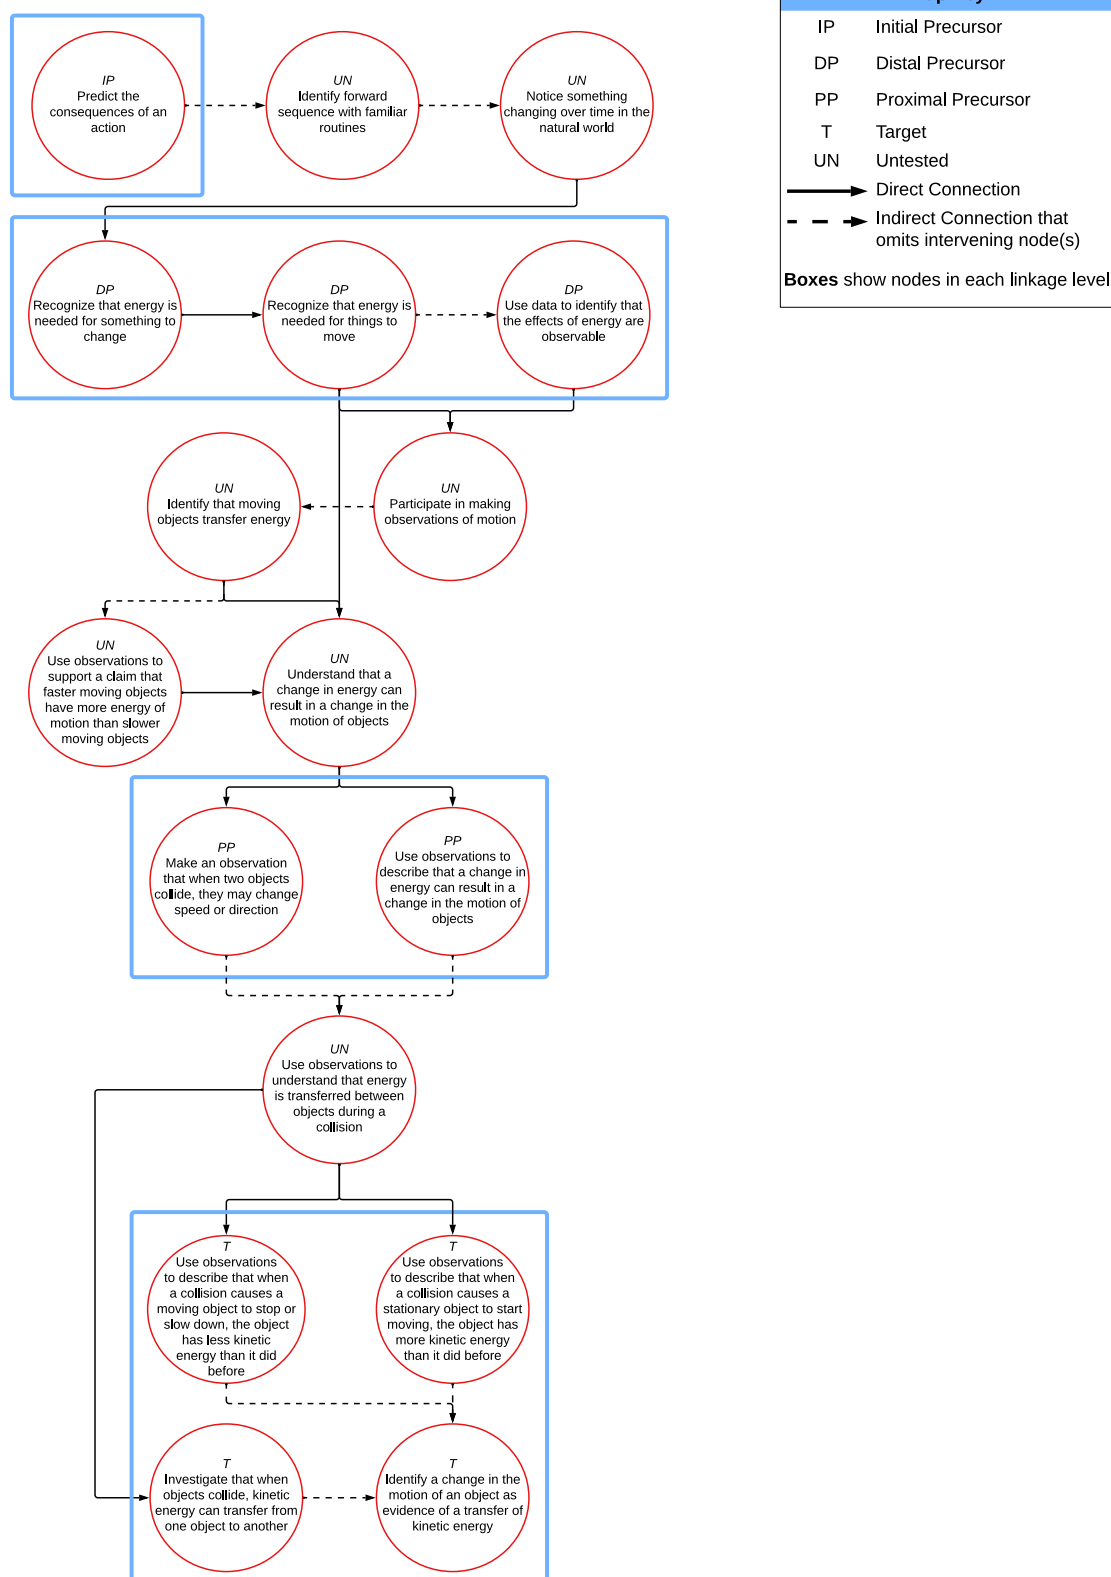 IP
Predict the
consequences of an
action
UN
Identify forward
sequence with familiar
routines
UN
Notice something
changing over time in the
natural world
IP Initial Precursor
DP Distal Precursor
PP Proximal Precursor
T Target
UN Untested
Direct Connection
Indirect Connection that
omits intervening node(s)
Boxes show nodes in each linkage level
DP
Recognize that energy is
needed for something to
change
DP
Recognize that energy is
needed for things to
move
DP
Use data to identify that
the effects of energy are
observable
UN
Identify that moving
objects transfer energy
UN
Participate in making
observations of motion
UN
Use observations to
support a claim that
faster moving objects
have more energy of
motion than slower
moving objects
UN
Understand that a
change in energy can
result in a change in the
motion of objects
PP
Make an observation
that when two objects
collide, they may change
speed or direction
PP
Use observations to
describe that a change in
energy can result in a
change in the motion of
objects
UN
Use observations to
understand that energy
is transferred between
objects during a
collision
T
Use observations
to describe that when
a collision causes a
moving object to stop or
slow down, the object
has less kinetic
energy than it did
before
T
Use observations
to describe that when
a collision causes a
stationary object to start
moving, the object has
more kinetic energy
than it did before
T
Investigate that when
objects collide, kinetic
energy can transfer from
one object to another
T
Identify a change in the
motion of an object as
evidence of a transfer of
kinetic energy